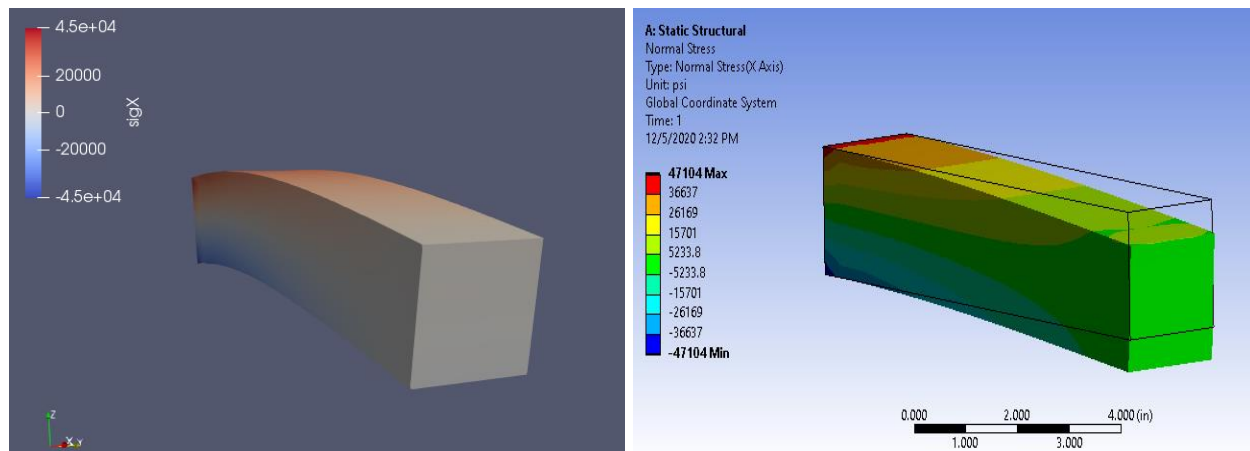 4.5e+04
20000
0
-20000
-4.5e+04
sigX
Z
X
Y
A: Static Structural
Normal Stress
Type: Normal Stress(X Axis)
Unit: psi
Global Coordinate System
Time: 1
12/5/2020 2:32 PM
47104 Max
36637
26169
15701
5233.8
-5233.8
-15701
-26169
-36637
-47104 Min
0.000 2.000 4.000 (in)
1.000 3.000